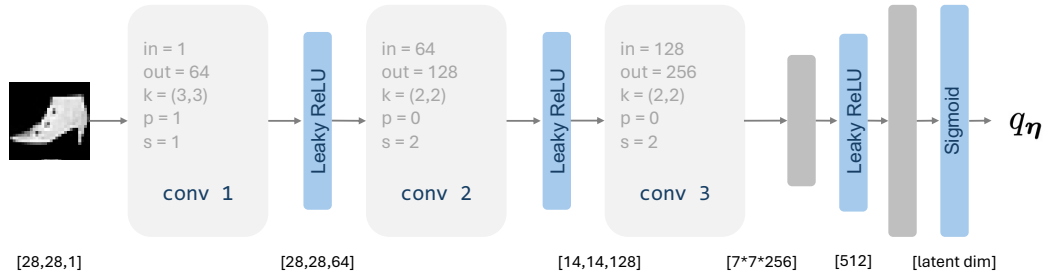 in = 1
out = 64
k = (3,3)
p = 1
s = 1
conv 1
Leaky ReLU
in = 64
out = 128
k = (2,2)
p = 0
s = 2
conv 2
Leaky ReLU
in = 128
out = 256
k = (2,2)
p = 0
s = 2
conv 3
Leaky ReLU
Sigmoid
q_η
[28,28,1]
[28,28,64]
[14,14,128]
[7*7*256]
[512]
[latent dim]